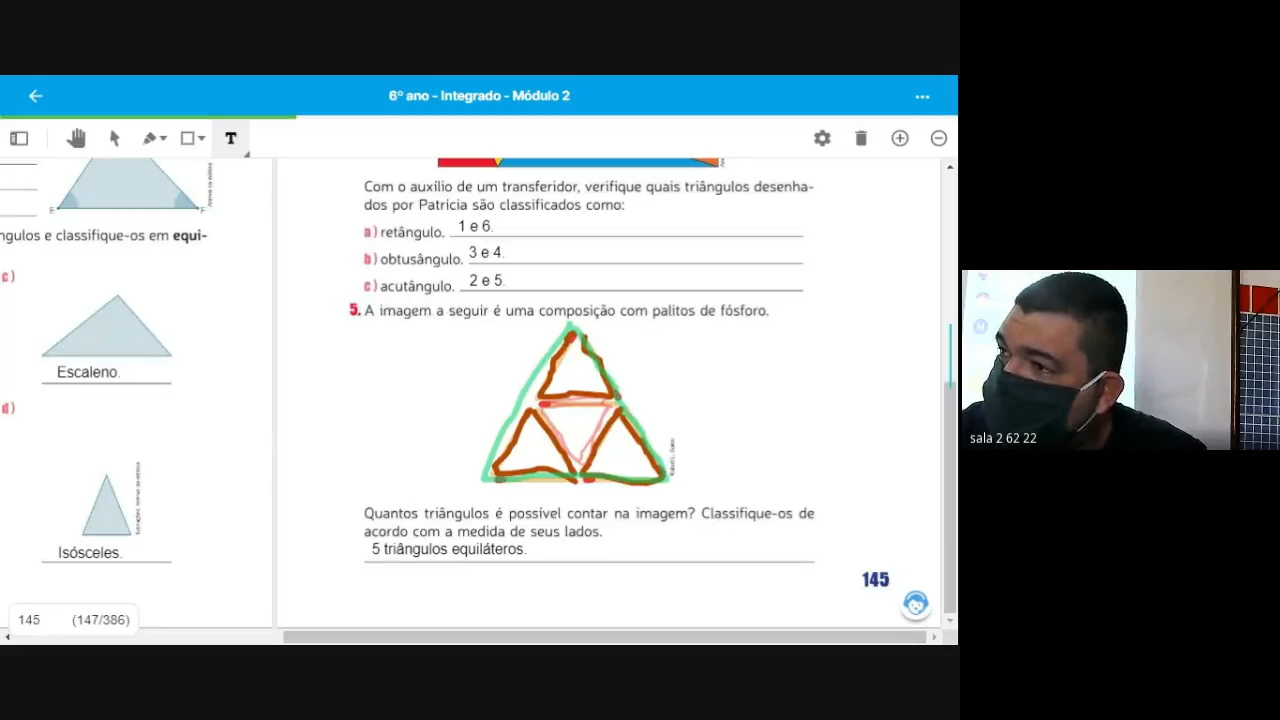 6º ano - Integrado - Módulo 2
T
E
F
ngulos e classifique-os em equi-
c)
Escaleno.
d)
Isósceles.
Com o auxílio de um transferidor, verifique quais triângulos desenha-
dos por Patricia são classificados como:
a) retângulo. 1 e 6.
b) obtusângulo. 3 e 4.
c) acutângulo. 2 e 5.
5. A imagem a seguir é uma composição com palitos de fósforo.
Quantos triângulos é possível contar na imagem? Classifique-os de
acordo com a medida de seus lados.
5 triângulos equiláteros.
145
145 (147/386)
sala 2 62 22